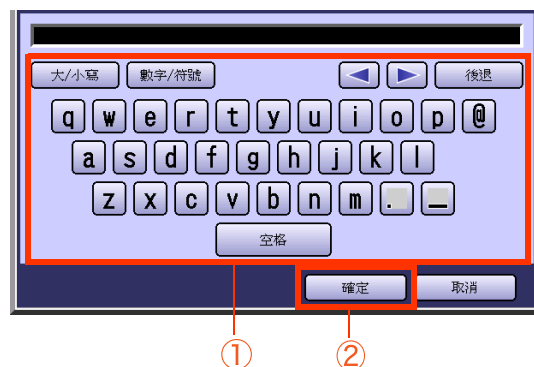 大/小寫 數字/符號 後退
q w e r t y u i o p @
a s d f g h j k l
z x c v b n m . _
空格
確定 取消
① ②